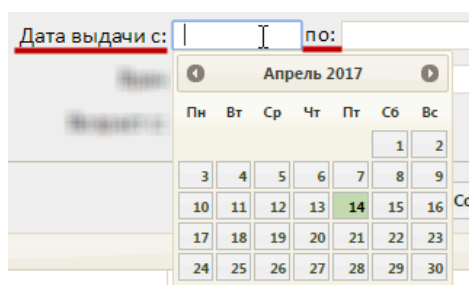 Дата выдачи с: по:
Апрель 2017
Пн Вт Ср Чт Пт Сб Вс
1 2
3 4 5 6 7 8 9
10 11 12 13 14 15 16
17 18 19 20 21 22 23
24 25 26 27 28 29 30